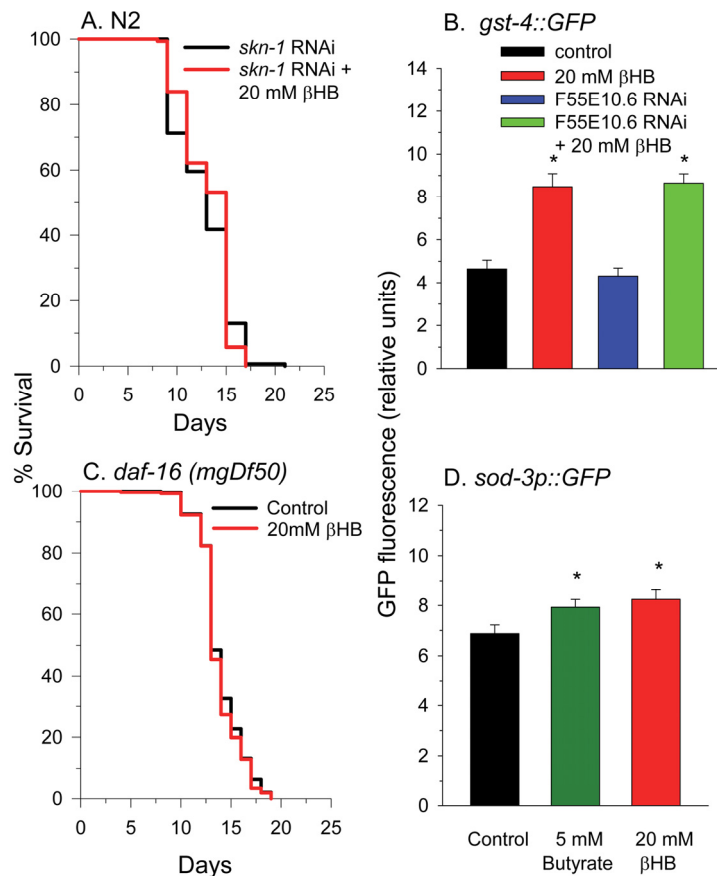 A. N2
skn-1 RNAi
skn-1 RNAi +
20 mM βHB
100
80
60
40
20
0
0 5 10 15 20 25
Days
% Survival
B. gst-4::GFP
control
20 mM βHB
F55E10.6 RNAi
F55E10.6 RNAi
+ 20 mM βHB
14
12
10
8
6
4
2
0
* *
GFP fluorescence (relative units)
C. daf-16 (mgDf50)
Control
20mM βHB
100
80
60
40
20
0
0 5 10 15 20 25
Days
D. sod-3p::GFP
12
10
8
6
4
2
0
* *
Control 5 mM 20 mM
Butyrate βHB